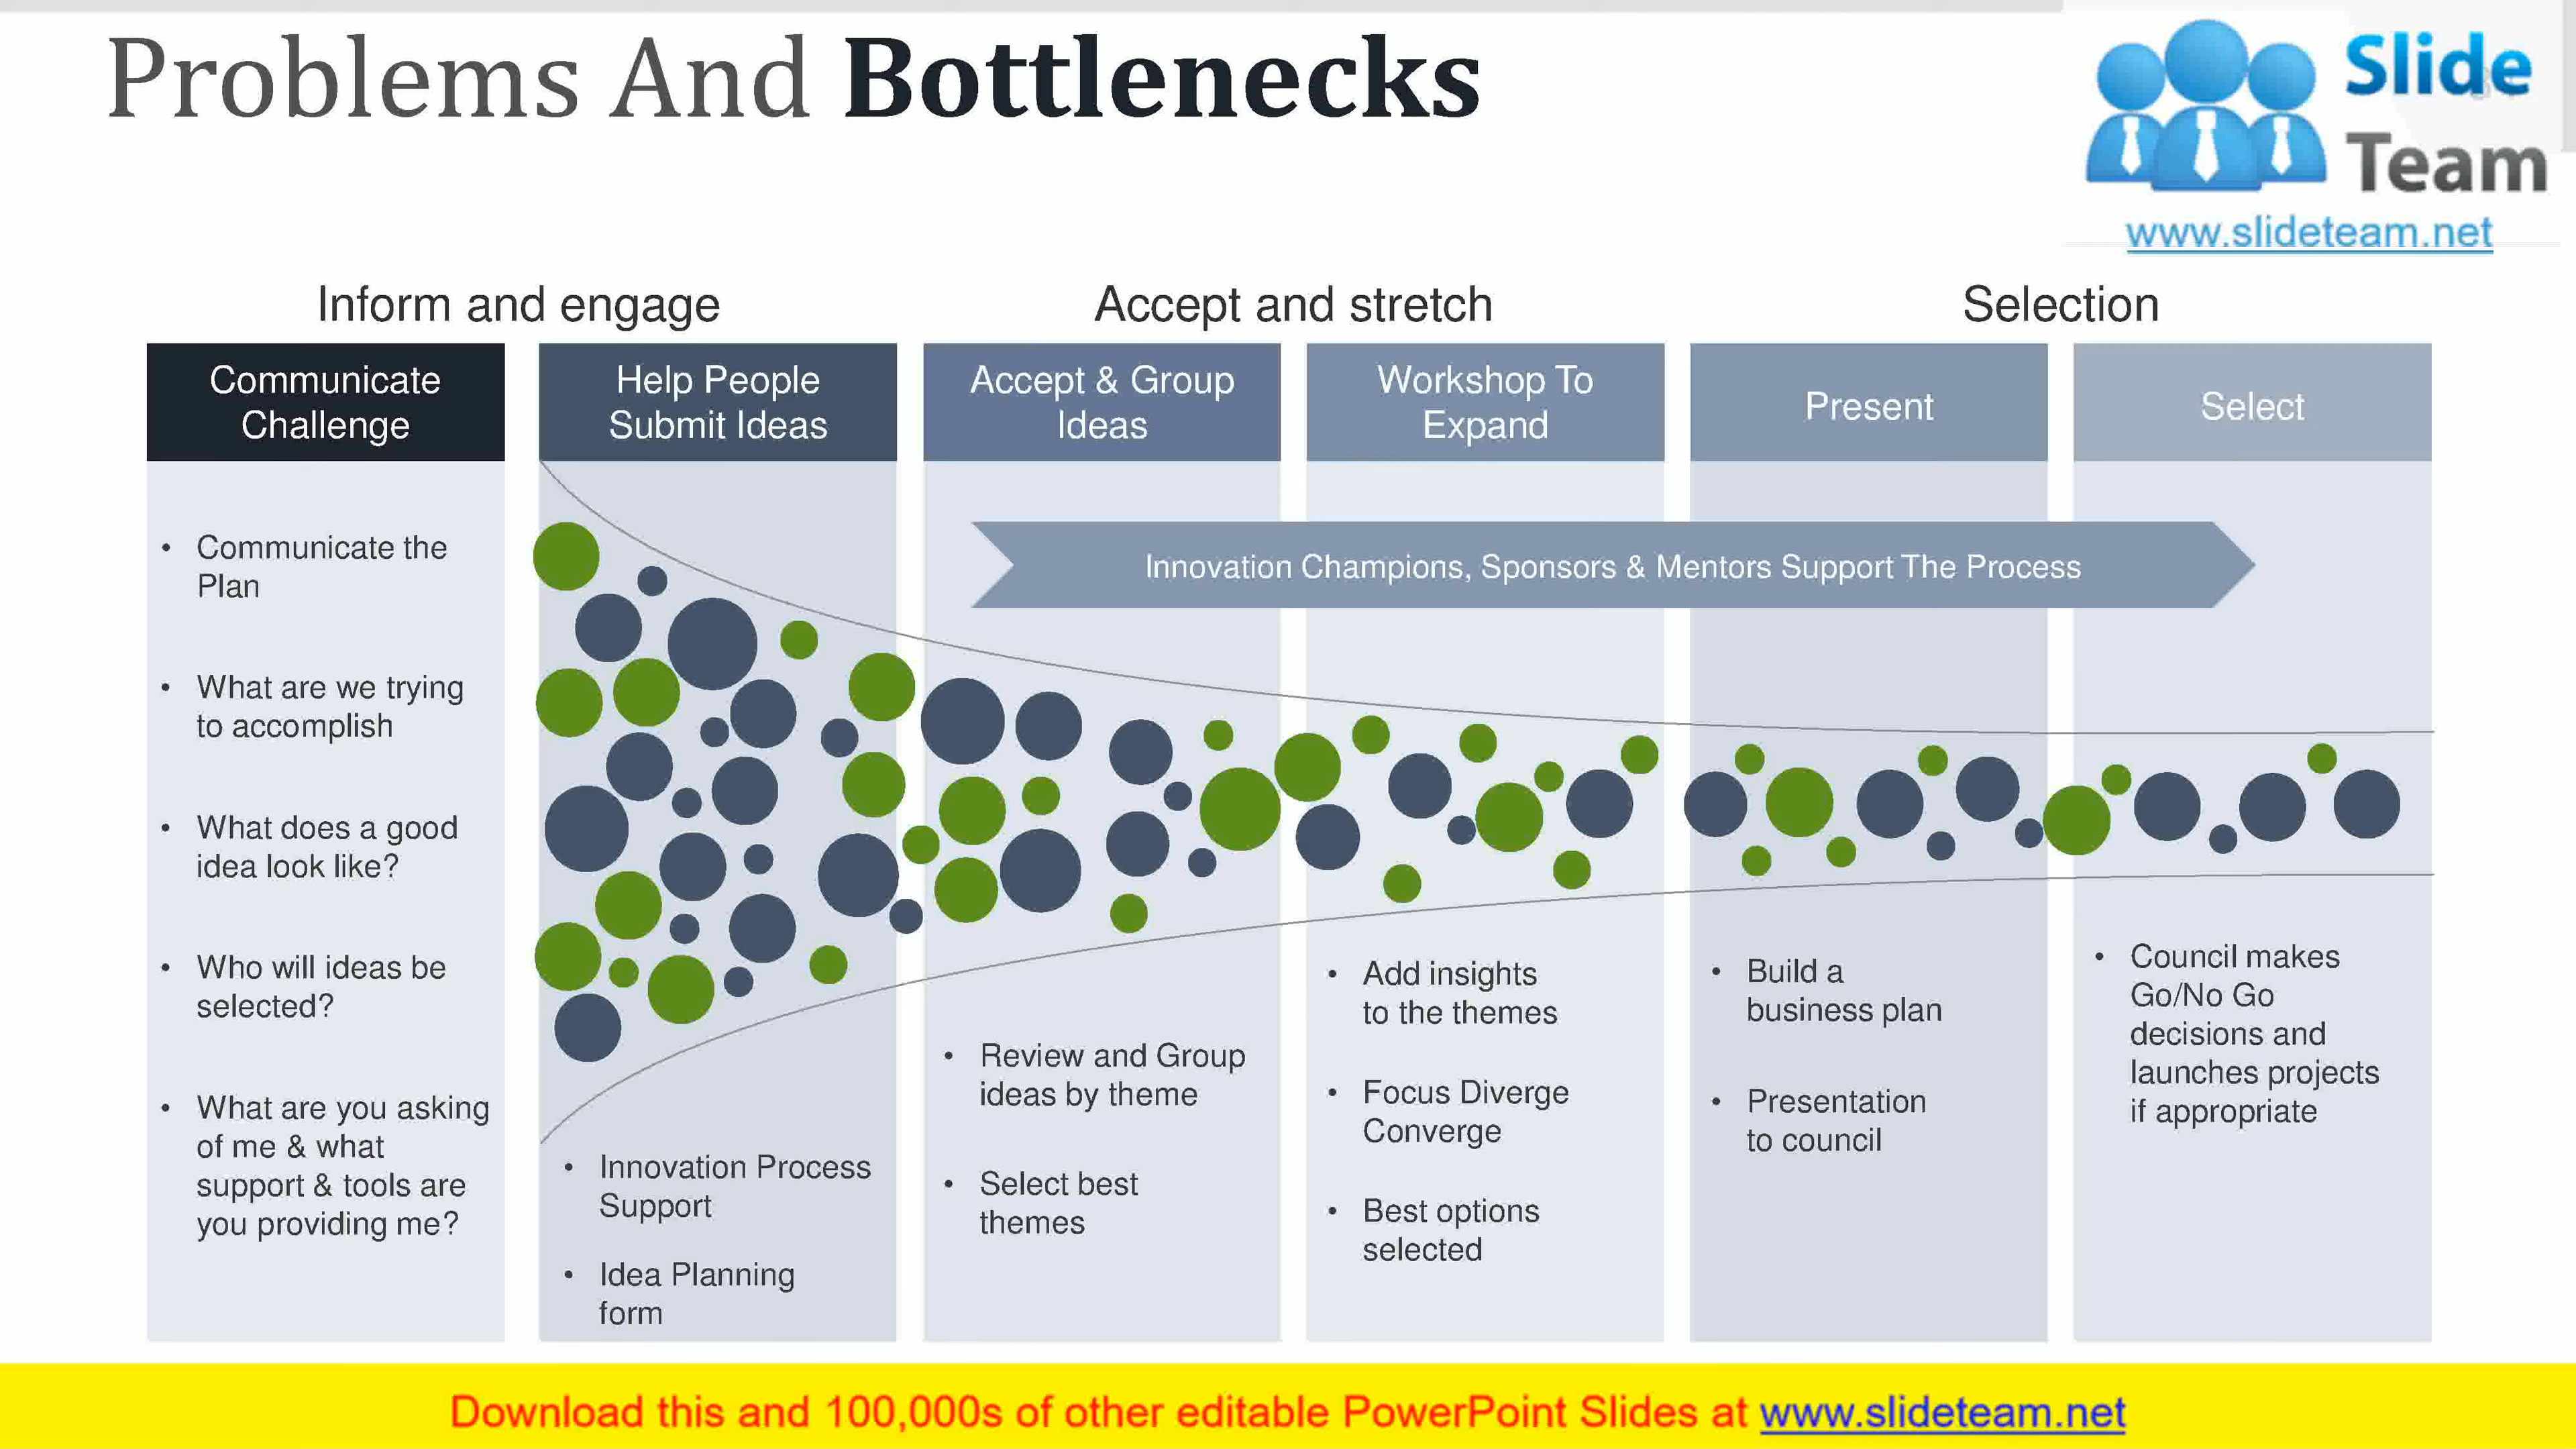 Problems And Bottlenecks
Slide
Team
www.slideteam.net
Inform and engage
Accept and stretch
Selection
Communicate
Challenge
Help People
Submit Ideas
Accept & Group
Ideas
Workshop To
Expand
Present
Select
Innovation Champions, Sponsors & Mentors Support The Process
• Communicate the
Plan
• What are we trying
to accomplish
• What does a good
idea look like?
• Who will ideas be
selected?
• What are you asking
of me & what
support & tools are
you providing me?
• Innovation Process
Support
• Idea Planning
form
• Review and Group
ideas by theme
• Select best
themes
• Add insights
to the themes
• Focus Diverge
Converge
• Best options
selected
• Build a
business plan
• Presentation
to council
• Council makes
Go/No Go
decisions and
launches projects
if appropriate
Download this and 100,000s of other editable PowerPoint Slides at www.slideteam.net